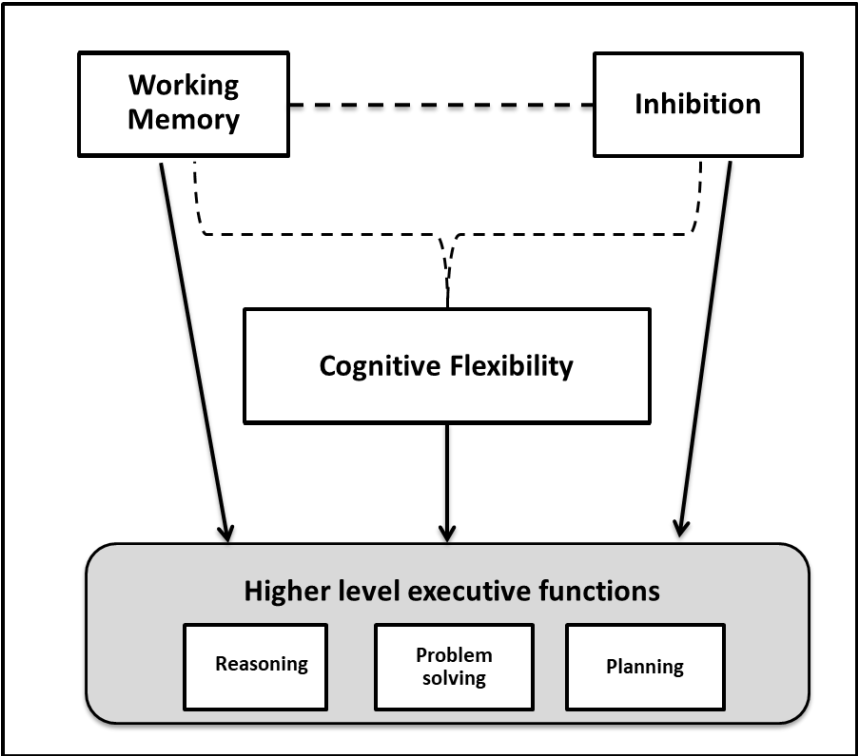 Working
Memory
Inhibition
Cognitive Flexibility
Higher level executive functions
Reasoning
Problem
solving
Planning